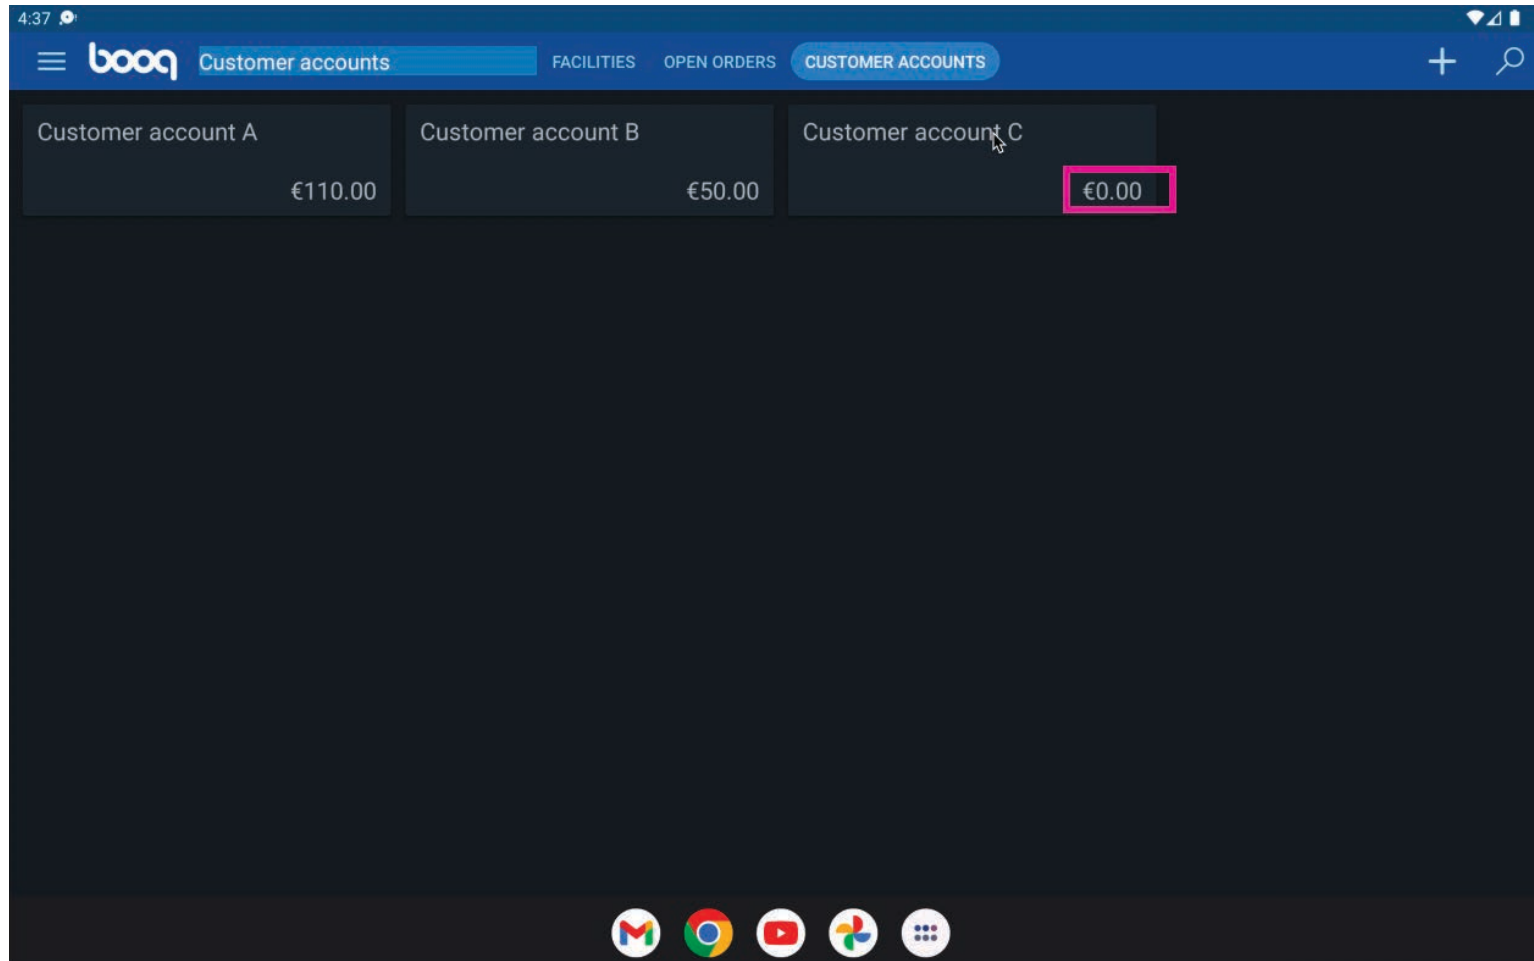 4:37
booq Customer accounts FACILITIES OPEN ORDERS CUSTOMER ACCOUNTS
Customer account A Customer account B Customer account C
€110.00 €50.00 €0.00